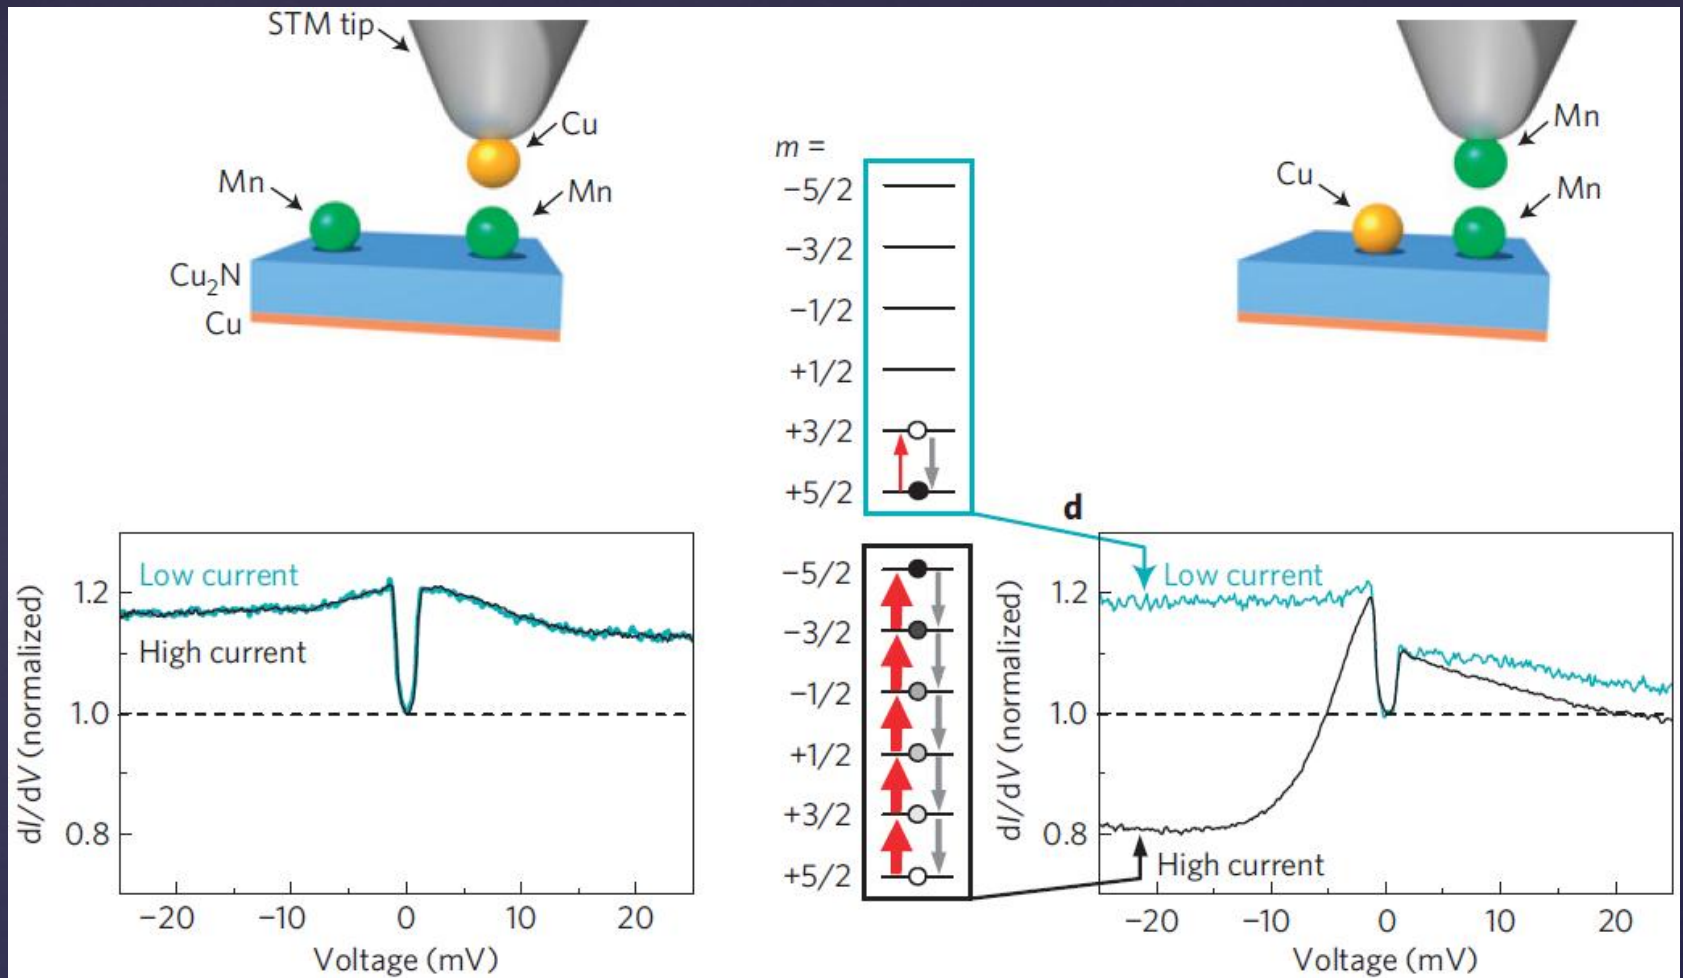 STM tip
Cu
Mn
Mn
Cu₂N
Cu
m =
−5/2
−3/2
−1/2
+1/2
+3/2
+5/2
−5/2
−3/2
−1/2
+1/2
+3/2
+5/2
Mn
Cu
Mn
dI/dV (normalized)
1.2
1.0
0.8
Low current
High current
−20 −10 0 10 20
Voltage (mV)
d
dI/dV (normalized)
1.2
1.0
0.8
Low current
High current
−20 −10 0 10 20
Voltage (mV)